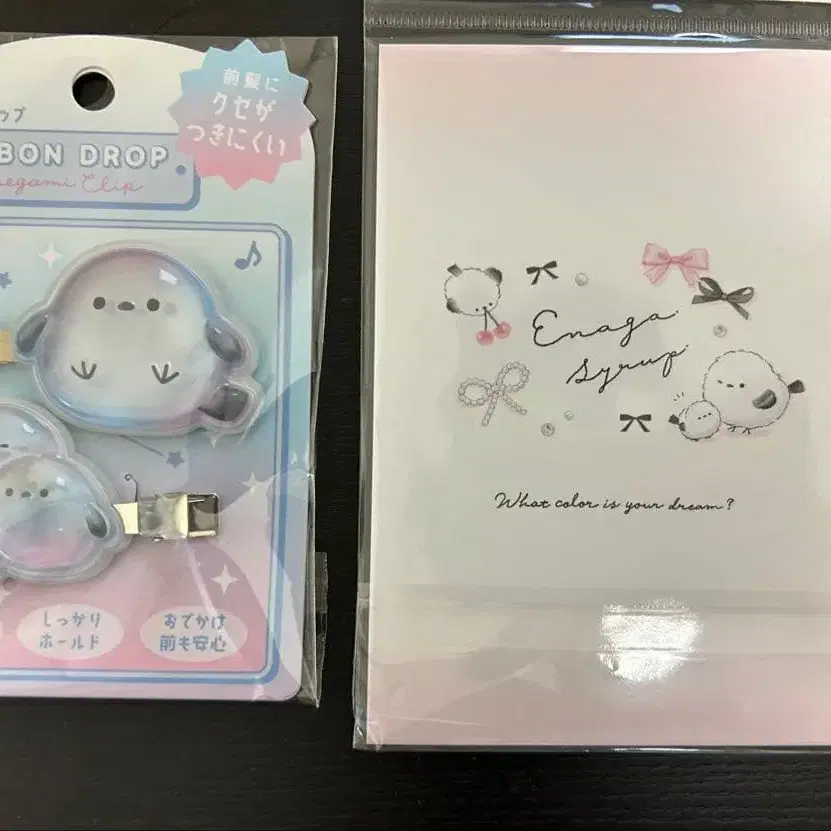 前髪に
クセが
つきにくい
ップ
BON DROP
egami Clip
しっかり
ホールド
おでかけ
前も安心
Enaga
Syrup
What color is your dream?